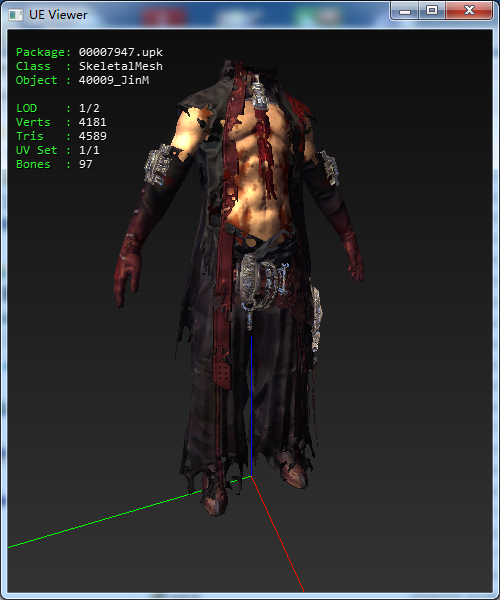 UE Viewer
Package: 00007947.upk
Class : SkeletalMesh
Object : 40009_JinM
LOD : 1/2
Verts : 4181
Tris : 4589
UV Set : 1/1
Bones : 97